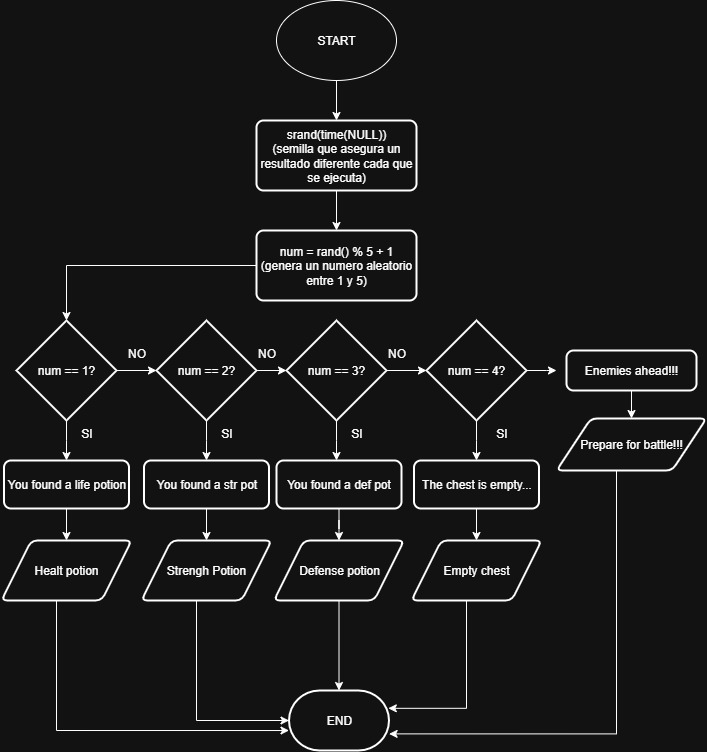 START
srand(time(NULL))
(semilla que asegura un
resultado diferente cada que
se ejecuta)
num = rand() % 5 + 1
(genera un numero aleatorio
entre 1 y 5)
num == 1?
NO
num == 2?
NO
num == 3?
NO
num == 4?
Enemies ahead!!!
SI
SI
SI
SI
Prepare for battle!!!
You found a life potion
You found a str pot
You found a def pot
The chest is empty...
Healt potion
Strengh Potion
Defense potion
Empty chest
END